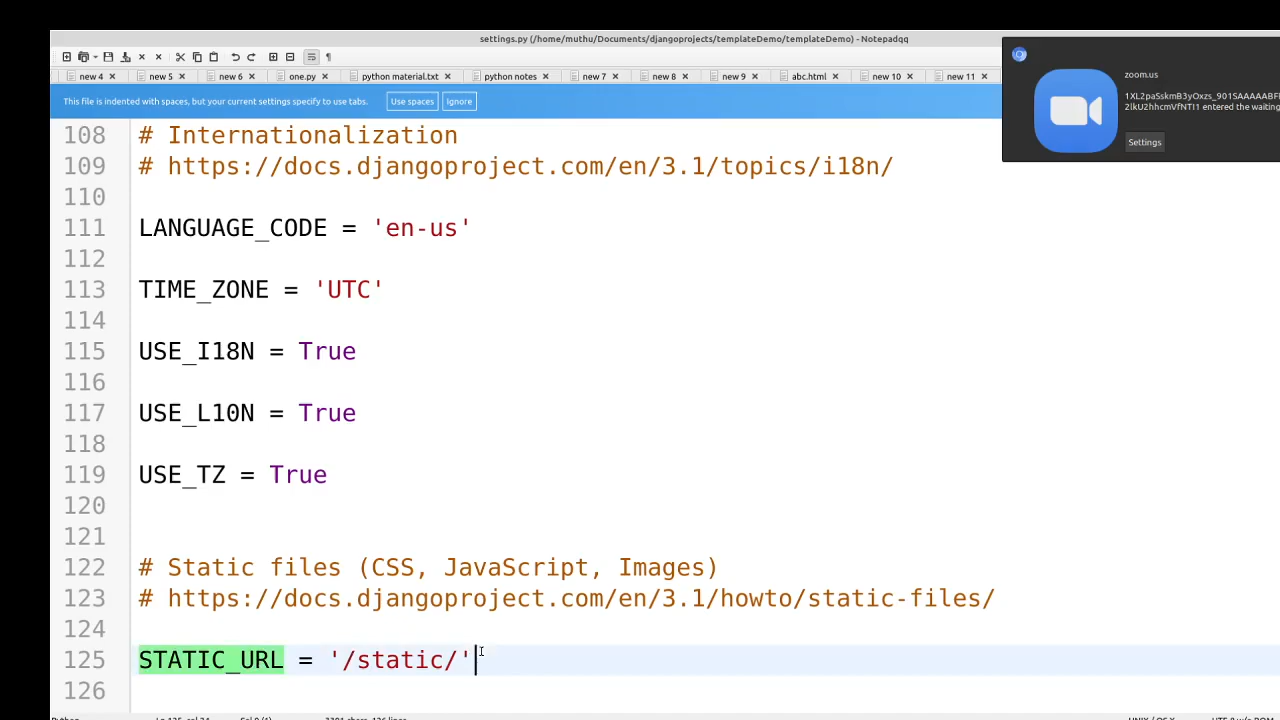 settings.py (/home/muthu/Documents/djangoprojects/templateDemo/templateDemo) - Notepadqq
new 4 new 5 new 6 one.py python material.txt python notes new 7 new 8 new 9 abc.html new 10 new 11
This file is indented with spaces, but your current settings specify to use tabs. Use spaces Ignore
zoom.us
entered the waiting
Settings
108 # Internationalization
109 # https://docs.djangoproject.com/en/3.1/topics/i18n/
110
111 LANGUAGE_CODE = 'en-us'
112
113 TIME_ZONE = 'UTC'
114
115 USE_I18N = True
116
117 USE_L10N = True
118
119 USE_TZ = True
120
121
122 # Static files (CSS, JavaScript, Images)
123 # https://docs.djangoproject.com/en/3.1/howto/static-files/
124
125 STATIC_URL = '/static/'
126